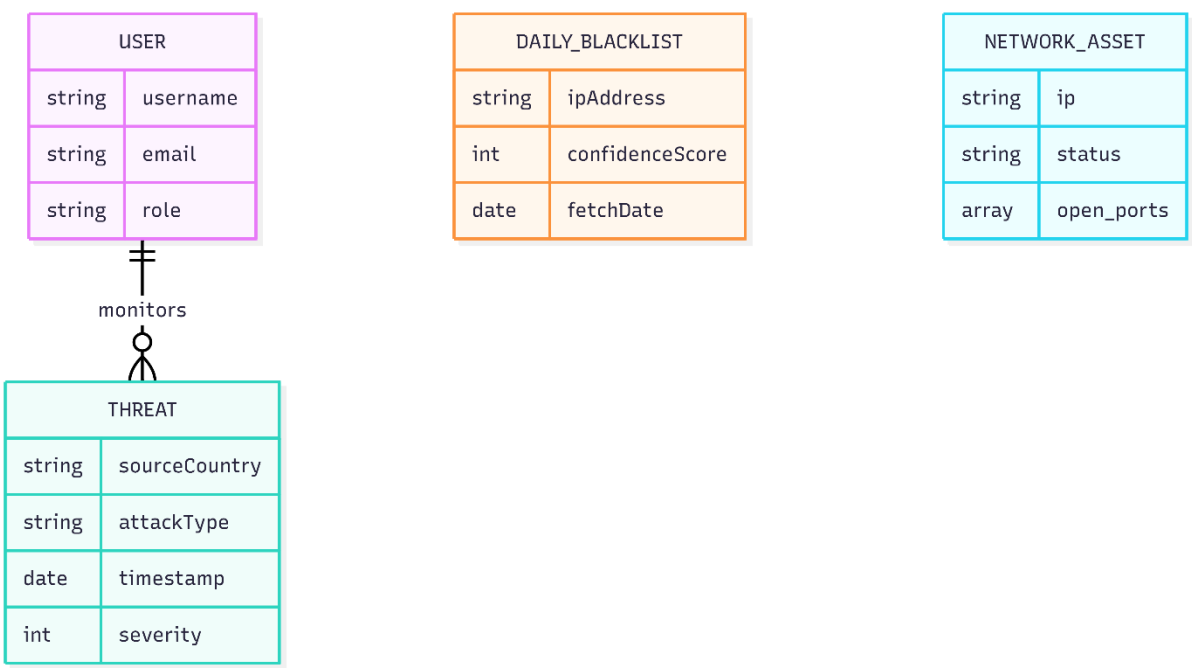 USER
string username
string email
string role
monitors
THREAT
string sourceCountry
string attackType
date timestamp
int severity
DAILY_BLACKLIST
string ipAddress
int confidenceScore
date fetchDate
NETWORK_ASSET
string ip
string status
array open_ports